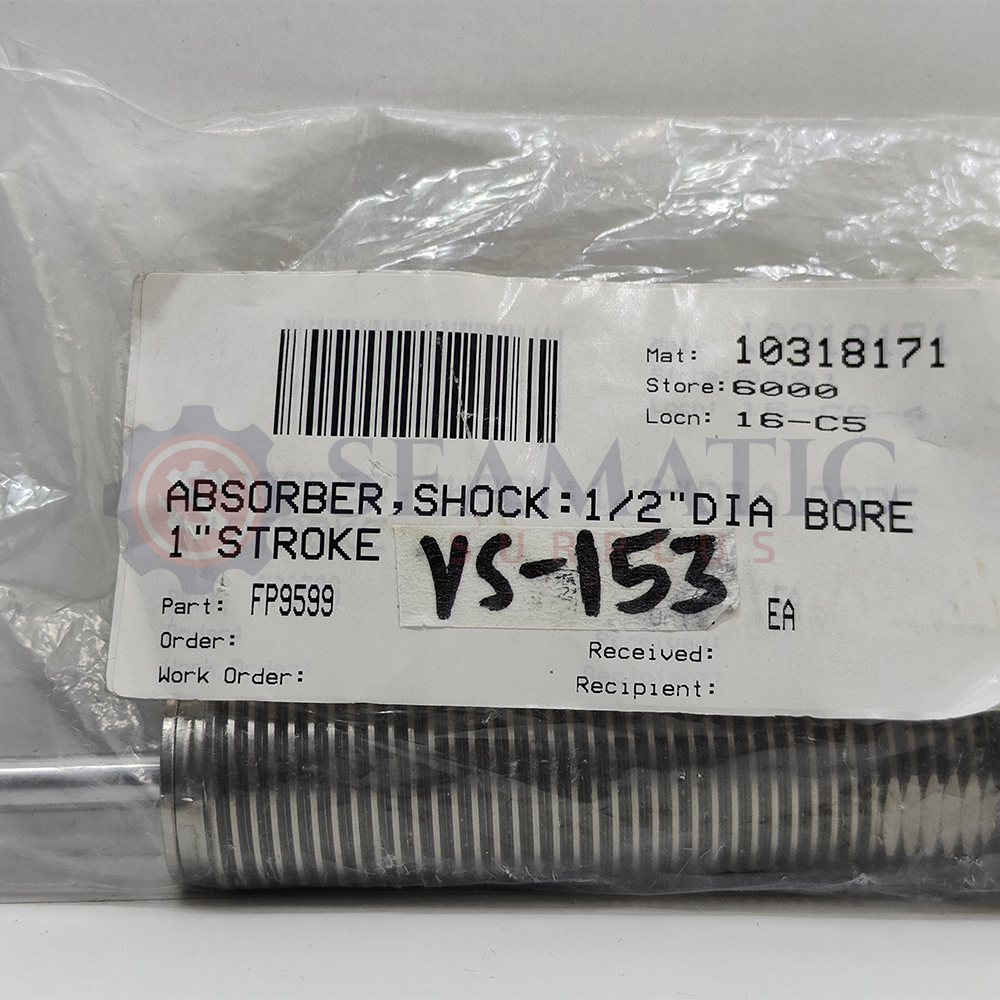 Mat: 10318171
Store: 6000
Locn: 16-C5
SEAMATIC
SURPLUS
ABSORBER,SHOCK:1/2"DIA BORE
1"STROKE
VS-153
Part: FP9599
EA
Order:
Received:
Work Order:
Recipient: